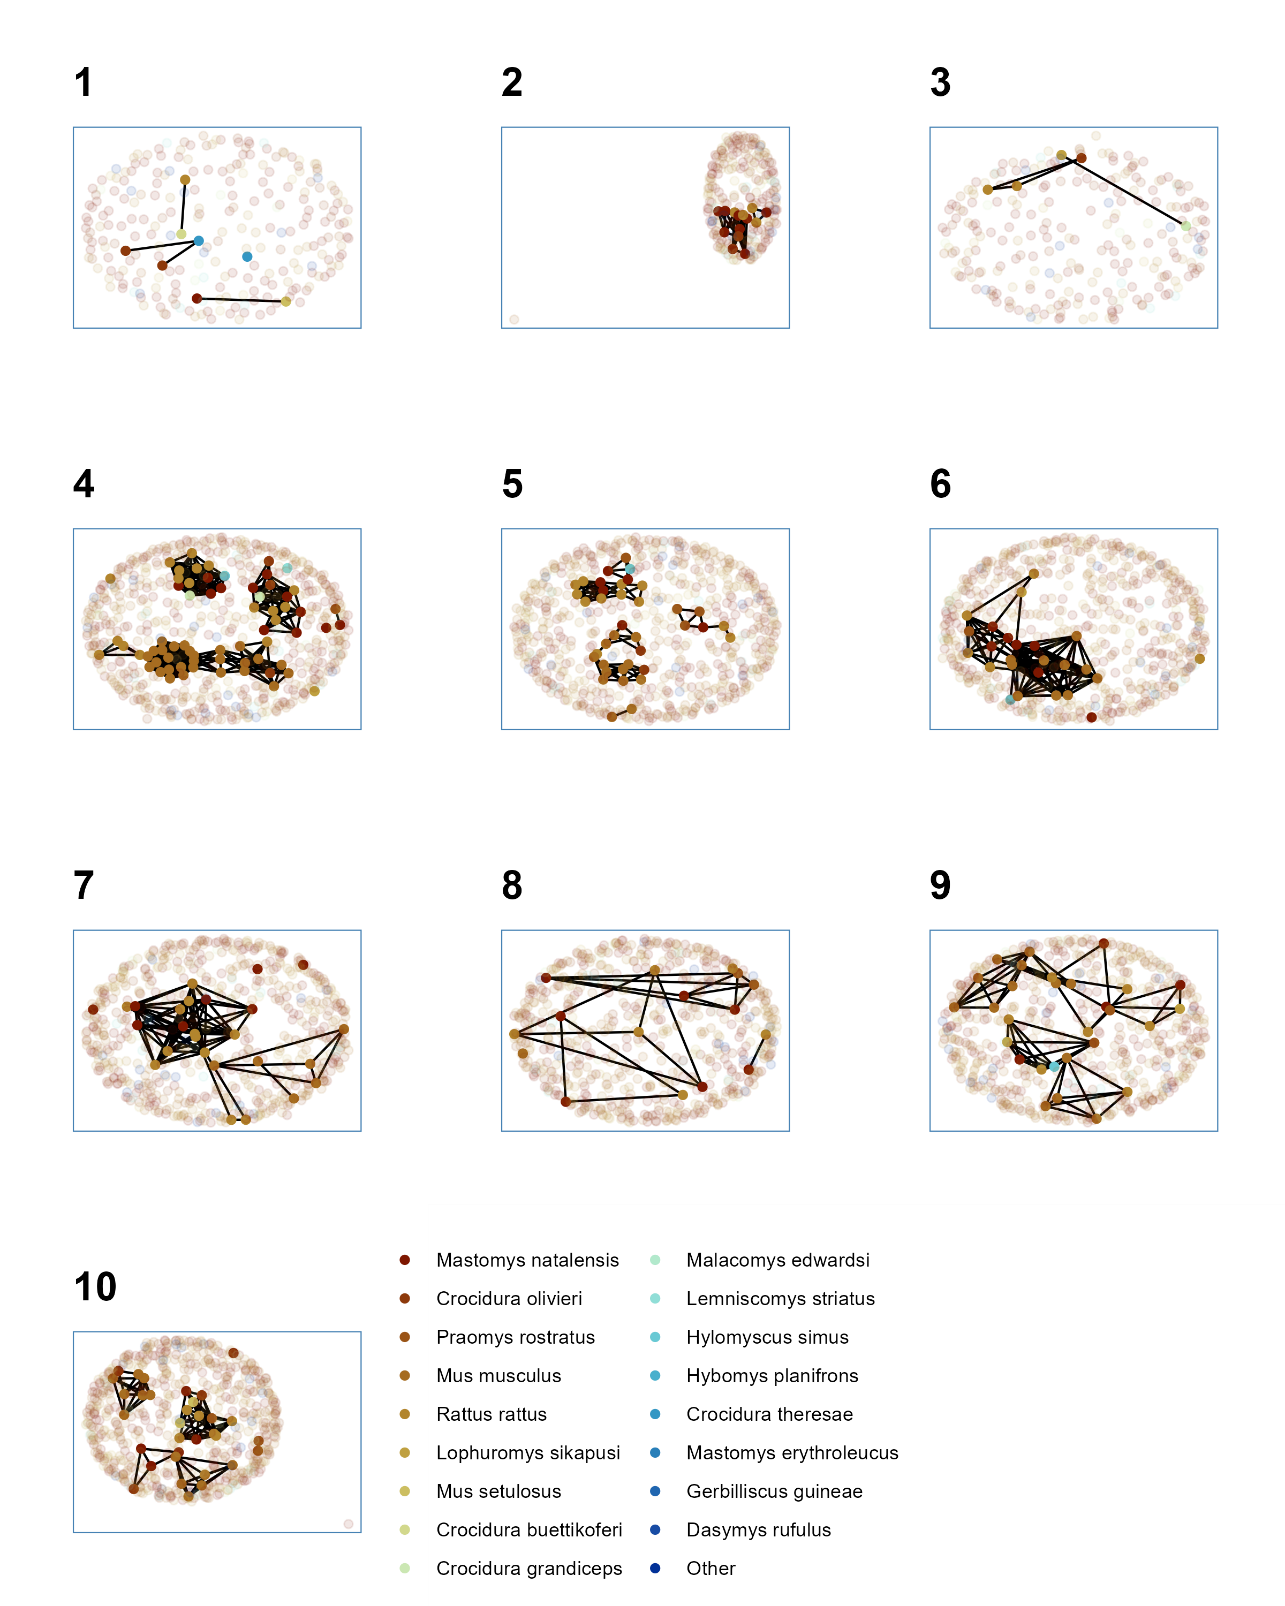 1
2
3
4
5
6
7
8
9
10
Mastomys natalensis
Crocidura olivieri
Praomys rostratus
Mus musculus
Rattus rattus
Lophuromys sikapusi
Mus setulosus
Crocidura buettikoferi
Crocidura grandiceps
Malacomys edwardsi
Lemniscomys striatus
Hylomyscus simus
Hybomys planifrons
Crocidura theresae
Mastomys erythroleucus
Gerbilliscus guineae
Dasymys rufulus
Other